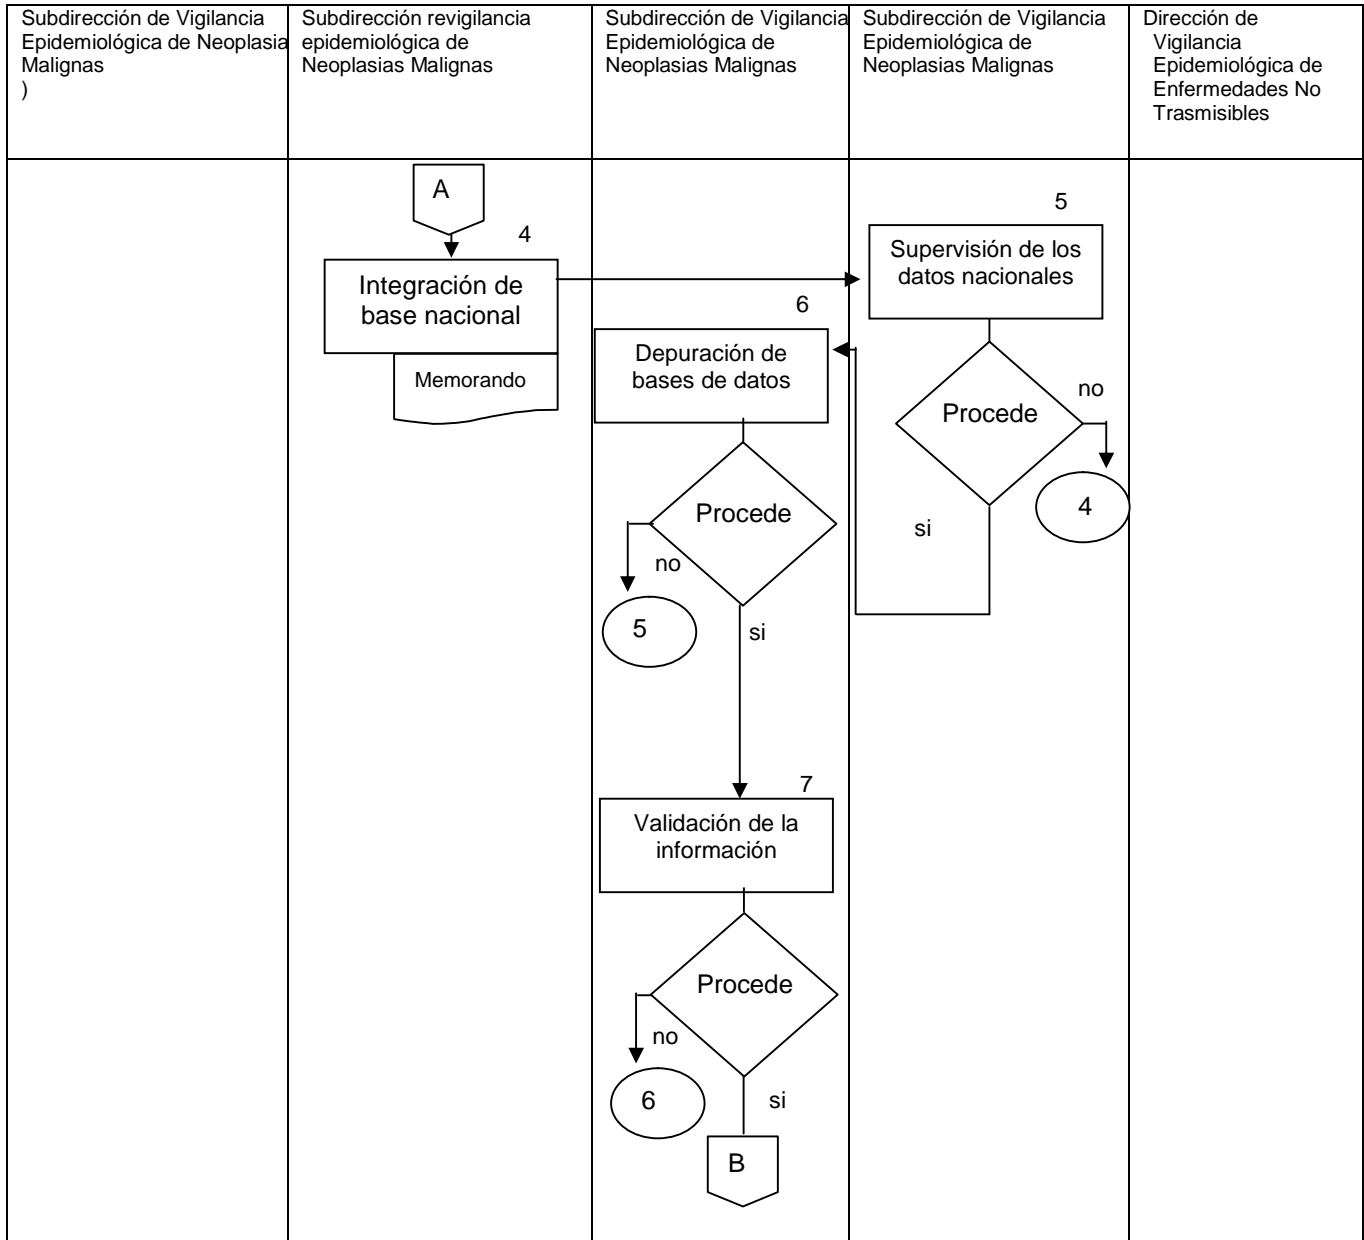 Subdirección de Vigilancia
Epidemiológica de Neoplasia
Malignas
)
Subdirección revigilancia
epidemiológica de
Neoplasias Malignas
Subdirección de Vigilancia
Epidemiológica de
Neoplasias Malignas
Subdirección de Vigilancia
Epidemiológica de
Neoplasias Malignas
Dirección de
Vigilancia
Epidemiológica de
Enfermedades No
Trasmisibles
A
4
Integración de
base nacional
Memorando
5
Supervisión de los
datos nacionales
Procede
no
4
si
6
Depuración de
bases de datos
Procede
no
5
si
7
Validación de la
información
Procede
no
6
si
B